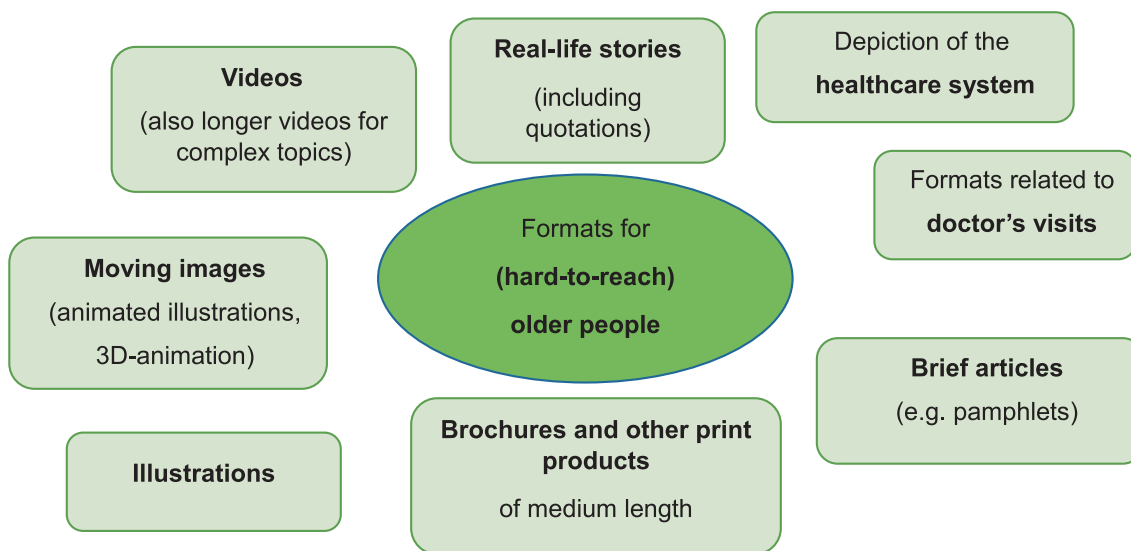 Videos
(also longer videos for
complex topics)
Real-life stories
(including
quotations)
Depiction of the
healthcare system
Formats related to
doctor’s visits
Moving images
(animated illustrations,
3D-animation)
Formats for
(hard-to-reach)
older people
Brief articles
(e.g. pamphlets)
Illustrations
Brochures and other print
products
of medium length